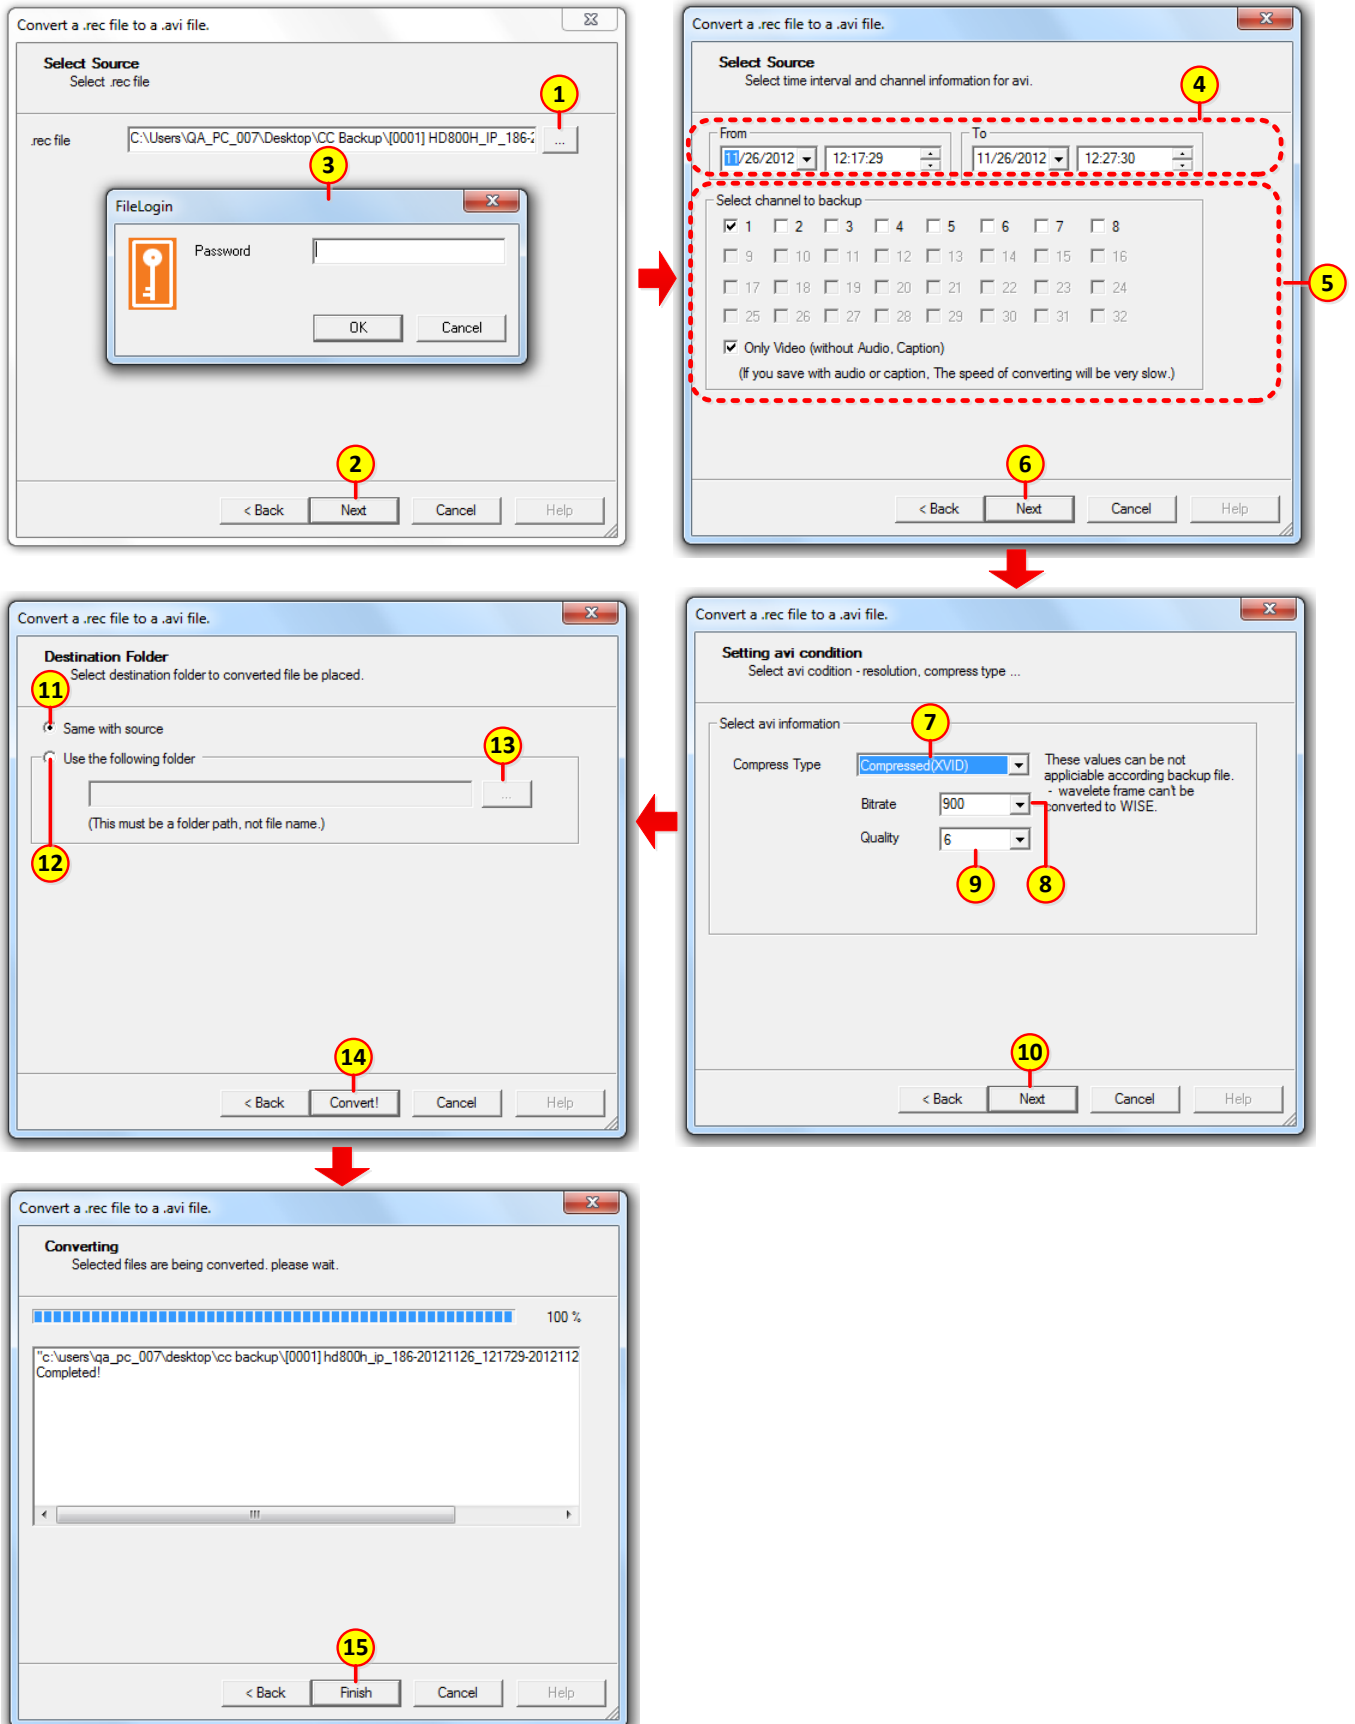 Convert a .rec file to a .avi file.
Select Source
Select .rec file
1
.rec file
C:\Users\QA_PC_007\Desktop\CC Backup\[0001] HD800H_IP_186-2
...
3
FileLogin
Password
OK
Cancel
2
< Back
Next
Cancel
Help
Convert a .rec file to a .avi file.
Select Source
Select time interval and channel information for avi.
4
From
To
11/26/2012
12:17:29
11/26/2012
12:27:30
Select channel to backup
1 2 3 4 5 6 7 8
9 10 11 12 13 14 15 16
17 18 19 20 21 22 23 24
25 26 27 28 29 30 31 32
5
Only Video (without Audio, Caption)
(If you save with audio or caption, The speed of converting will be very slow.)
6
< Back
Next
Cancel
Help
Convert a .rec file to a .avi file.
Setting avi condition
Select avi codition - resolution, compress type ...
Select avi information
7
Compress Type
Compressed(XVID)
These values can be not
appliciable according backup file.
- wavelete frame can't be
converted to WISE.
Bitrate
900
Quality
6
9
8
10
< Back
Next
Cancel
Help
Convert a .rec file to a .avi file.
Destination Folder
Select destination folder to converted file be placed.
11
Same with source
Use the following folder
13
...
(This must be a folder path, not file name.)
12
14
< Back
Convert!
Cancel
Help
Convert a .rec file to a .avi file.
Converting
Selected files are being converted. please wait.
100 %
"c:\users\qa_pc_007\desktop\cc backup\[0001] hd800h_ip_186-20121126_121729-2012112
Completed!
15
< Back
Finish
Cancel
Help